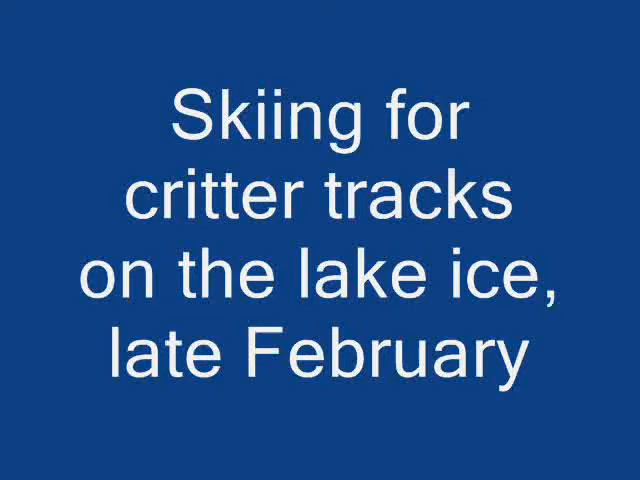 Skiing for
critter tracks
on the lake ice,
late February